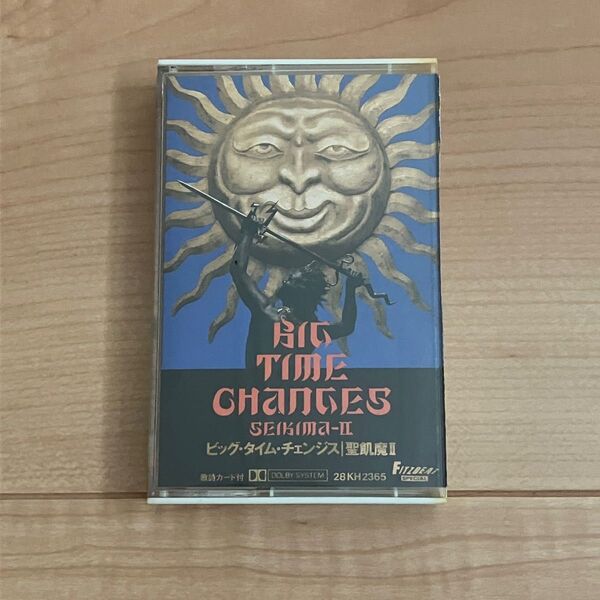 BIG
TIME
CHANGES
SEIKIMA-II
ビッグ・タイム・チェンジス|聖飢魔II
歌詩カード付 DOLBY SYSTEM 28KH2365 FITZBEAT
SPECIAL